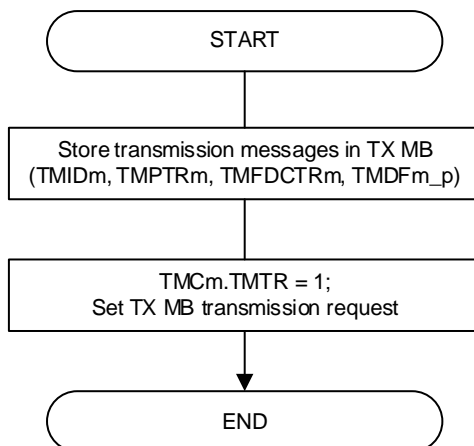 START
Store transmission messages in TX MB
(TMIDm, TMPTRm, TMFDCTRm, TMDFm_p)
TMCm.TMTR = 1;
Set TX MB transmission request
END